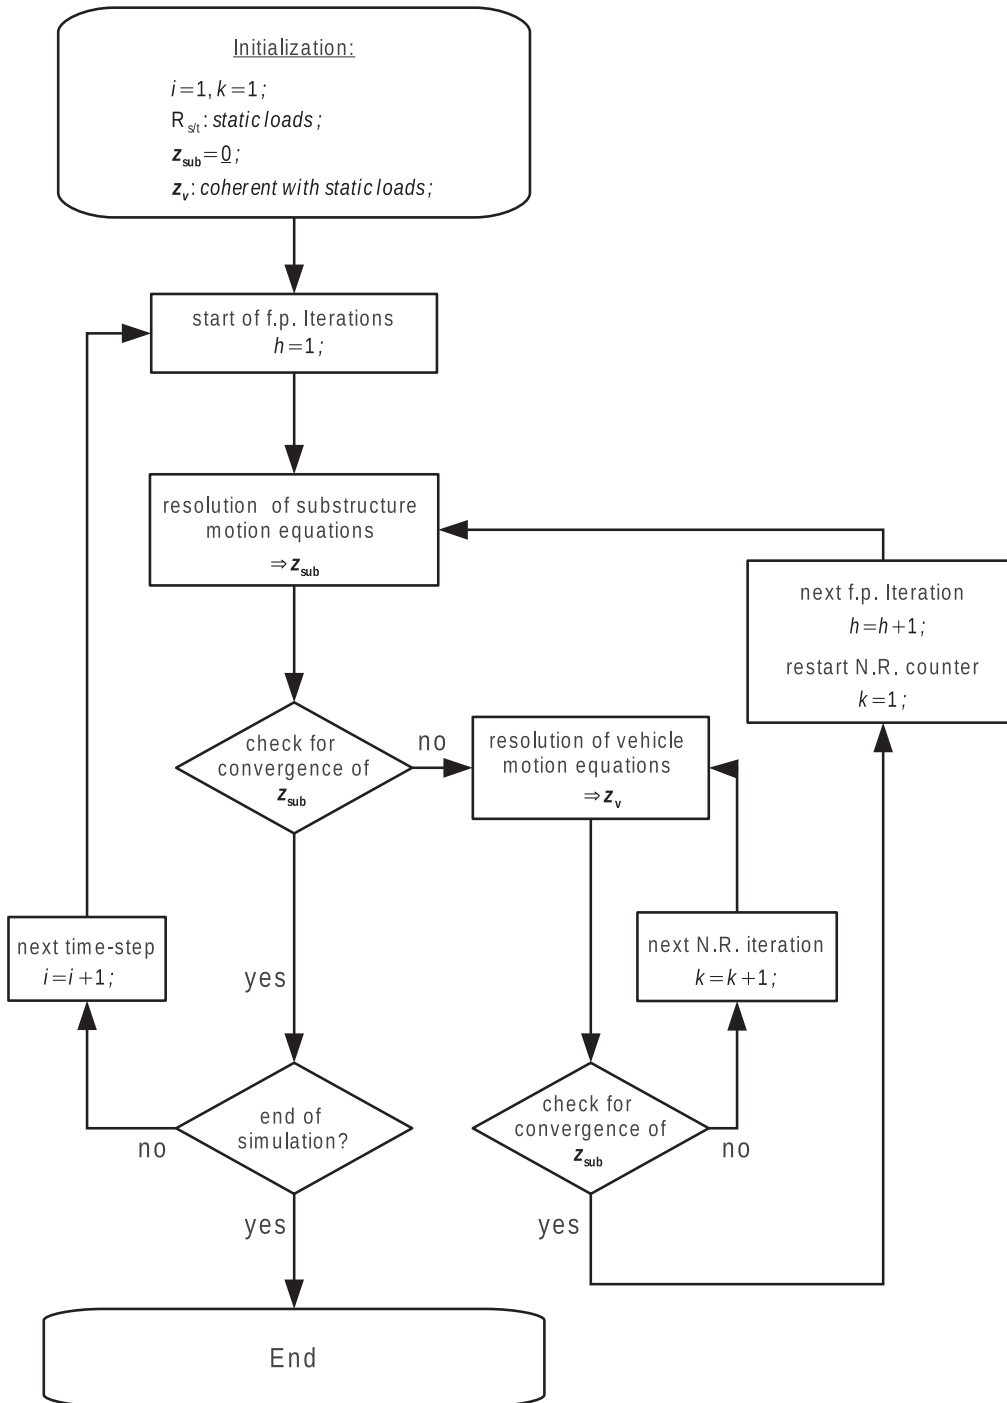 Initialization:
i=1, k=1;
R s/t : static loads;
z sub = 0;
z v : coherent with static loads;
start of f.p. Iterations
h=1;
resolution of substructure
motion equations
⇒ z sub
next f.p. Iteration
h=h+1;
restart N.R. counter
k=1;
check for
convergence of
z sub
no
resolution of vehicle
motion equations
⇒ z v
next time-step
i=i+1;
yes
next N.R. iteration
k=k+1;
end of
simulation?
no
yes
check for
convergence of
z sub
no
yes
End